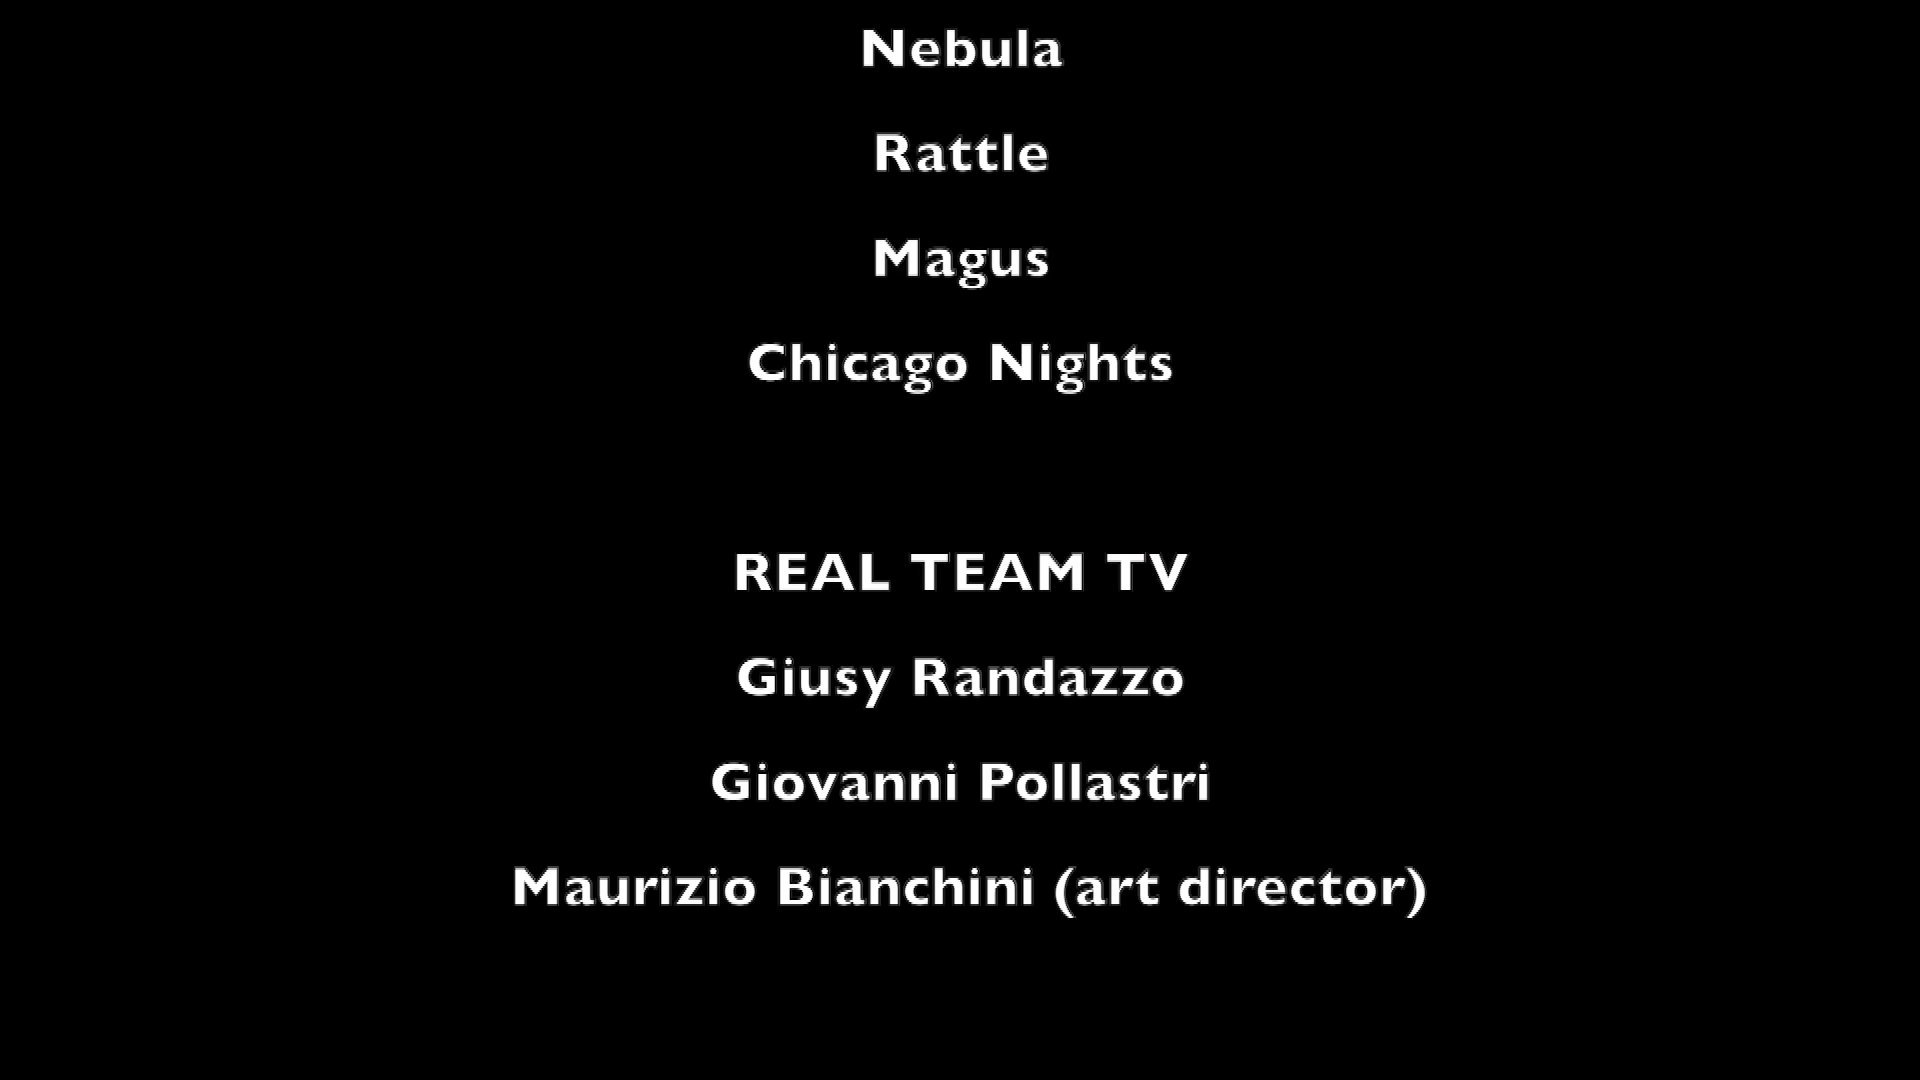 Nebula
Rattle
Magus
Chicago Nights
REAL TEAM TV
Giusy Randazzo
Giovanni Pollastri
Maurizio Bianchini (art director)